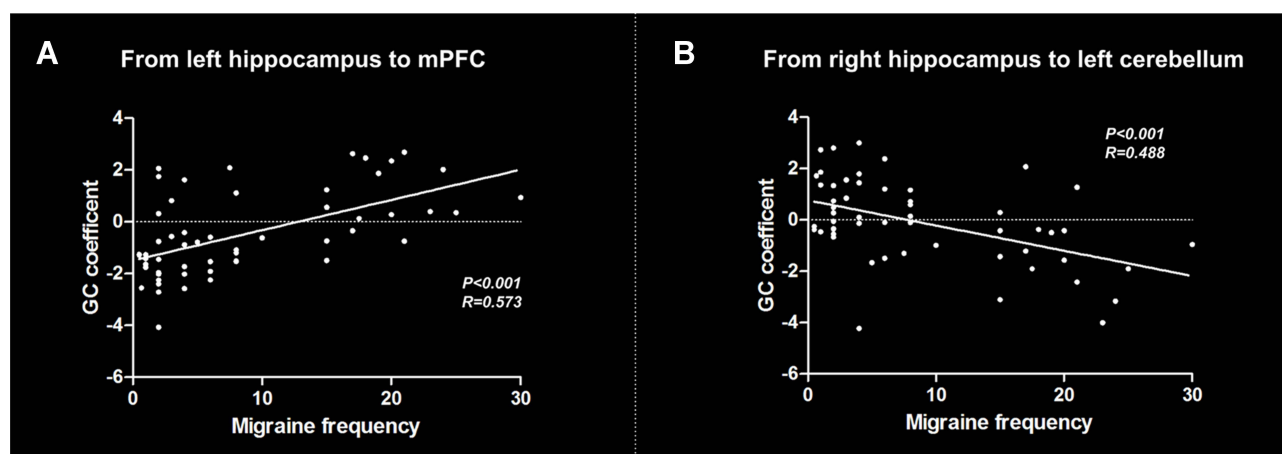 A
From left hippocampus to mPFC
4
2
0
-2
-4
-6
GC coefficent
0
10
20
30
Migraine frequency
P<0.001
R=0.573
B
From right hippocampus to left cerebellum
4
2
0
-2
-4
-6
GC coefficent
0
10
20
30
Migraine frequency
P<0.001
R=0.488